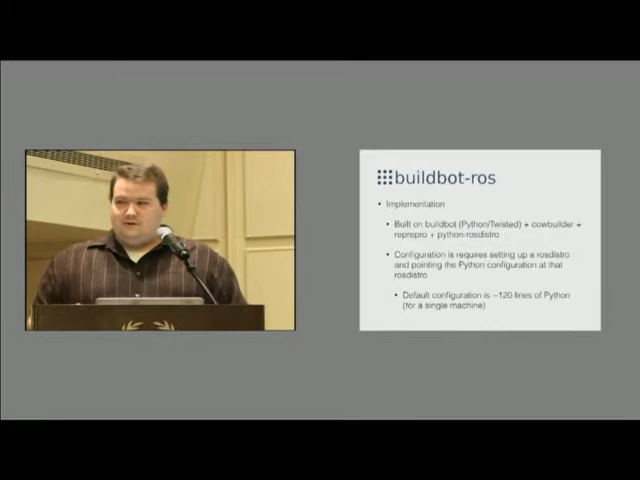 buildbot-ros
• Implementation
• Built on buildbot (Python/Twisted) + cowbuilder +
reprepro + python-rosdistro
• Configuration is requires setting up a rosdistro
and pointing the Python configuration at that
rosdistro
• Default configuration is ~120 lines of Python
(for a single machine)